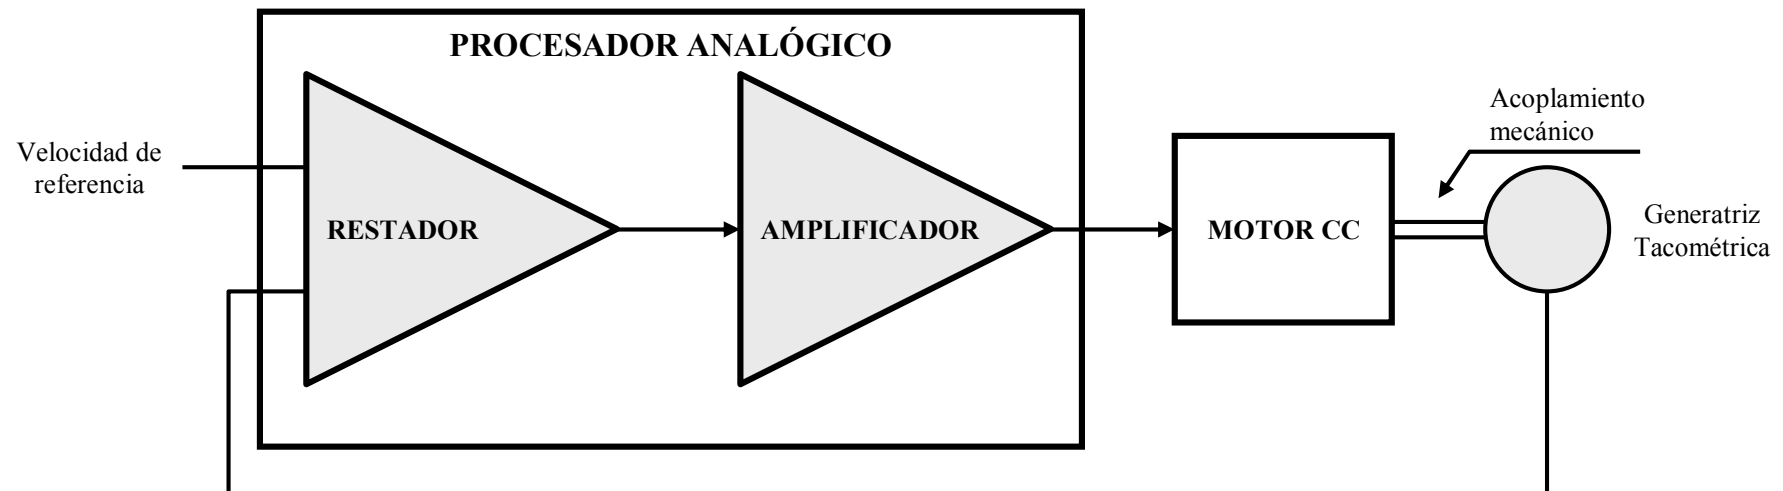 PROCESADOR ANALÓGICO
Velocidad de
referencia
RESTADOR
AMPLIFICADOR
MOTOR CC
Acoplamiento
mecánico
Generatriz
Tacométrica